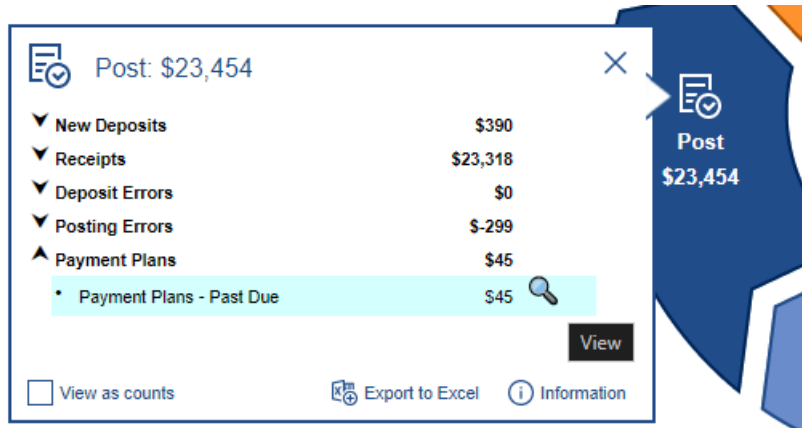 Post: $23,454
New Deposits $390
Receipts $23,318
Deposit Errors $0
Posting Errors $-299
Payment Plans $45
• Payment Plans - Past Due $45
View
View as counts Export to Excel Information
Post
$23,454